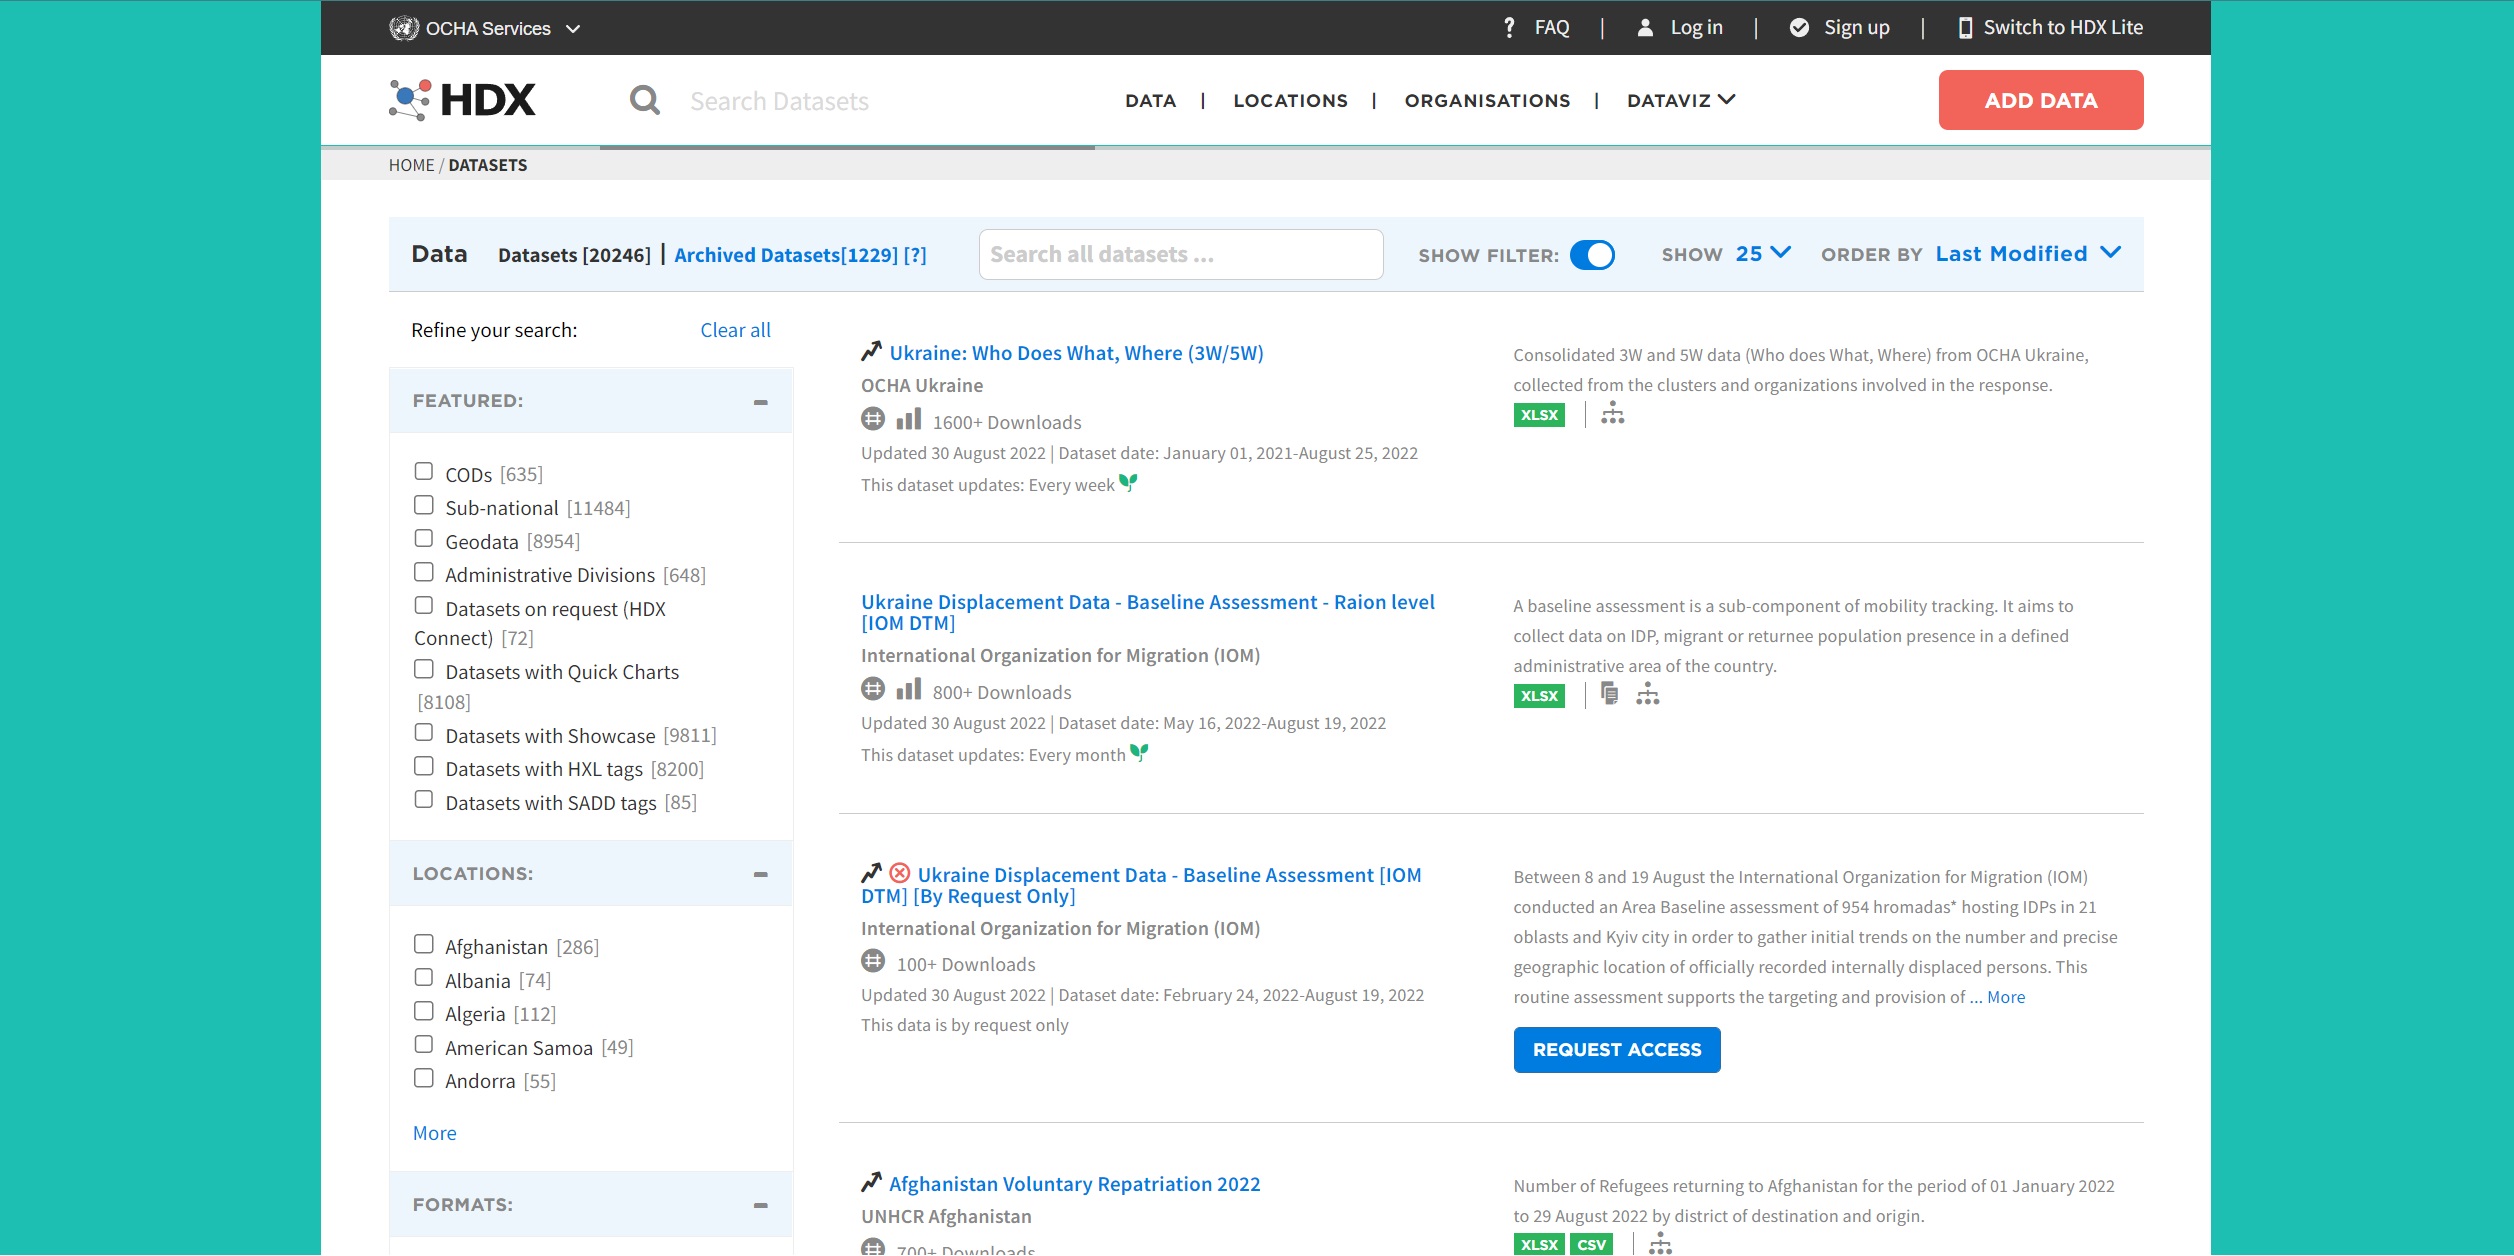 OCHA Services
? FAQ | Log in | Sign up | Switch to HDX Lite
HDX
Search Datasets
DATA | LOCATIONS | ORGANISATIONS | DATAVIZ
ADD DATA
HOME / DATASETS
Data
Datasets [20246] | Archived Datasets[1229] [?]
Search all datasets ...
SHOW FILTER:
SHOW 25
ORDER BY Last Modified
Refine your search:
Clear all
FEATURED:
CODs [635]
Sub-national [11484]
Geodata [8954]
Administrative Divisions [648]
Datasets on request (HDX
Connect) [72]
Datasets with Quick Charts
[8108]
Datasets with Showcase [9811]
Datasets with HXL tags [8200]
Datasets with SADD tags [85]
LOCATIONS:
Afghanistan [286]
Albania [74]
Algeria [112]
American Samoa [49]
Andorra [55]
More
FORMATS:
Ukraine: Who Does What, Where (3W/5W)
OCHA Ukraine
1600+ Downloads
Updated 30 August 2022 | Dataset date: January 01, 2021-August 25, 2022
This dataset updates: Every week
Consolidated 3W and 5W data (Who does What, Where) from OCHA Ukraine,
collected from the clusters and organizations involved in the response.
XLSX
Ukraine Displacement Data - Baseline Assessment - Raion level
[IOM DTM]
International Organization for Migration (IOM)
800+ Downloads
Updated 30 August 2022 | Dataset date: May 16, 2022-August 19, 2022
This dataset updates: Every month
A baseline assessment is a sub-component of mobility tracking. It aims to
collect data on IDP, migrant or returnee population presence in a defined
administrative area of the country.
XLSX
Ukraine Displacement Data - Baseline Assessment [IOM
DTM] [By Request Only]
International Organization for Migration (IOM)
100+ Downloads
Updated 30 August 2022 | Dataset date: February 24, 2022-August 19, 2022
This data is by request only
Between 8 and 19 August the International Organization for Migration (IOM)
conducted an Area Baseline assessment of 954 hromadas* hosting IDPs in 21
oblasts and Kyiv city in order to gather initial trends on the number and precise
geographic location of officially recorded internally displaced persons. This
routine assessment supports the targeting and provision of ... More
REQUEST ACCESS
Afghanistan Voluntary Repatriation 2022
UNHCR Afghanistan
700+ Downloads
Number of Refugees returning to Afghanistan for the period of 01 January 2022
to 29 August 2022 by district of destination and origin.
XLSX CSV